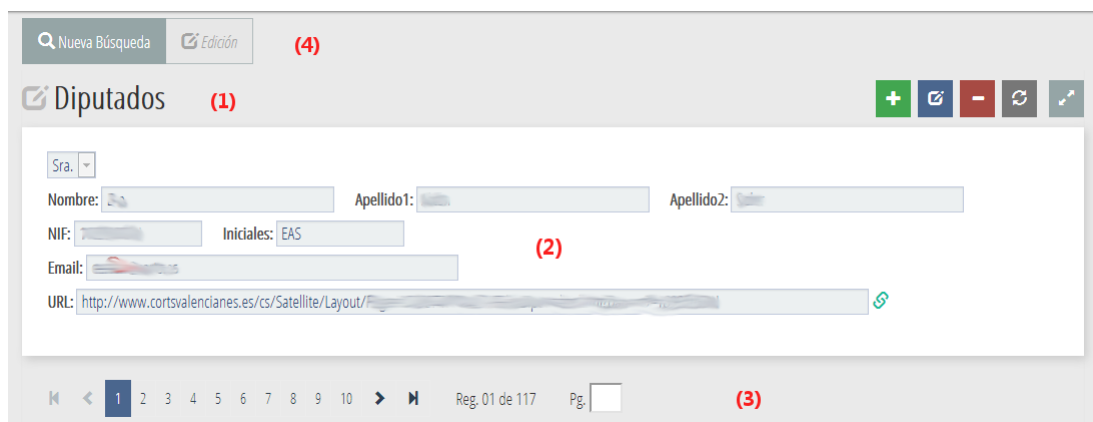 Nueva Búsqueda Edición (4)
Diputados (1)
Sra.
Nombre: Apellido1: Apellido2:
NIF: Iniciales: EAS
(2)
Email:
URL: http://www.cortsvalencianes.es/cs/Satellite/Layout/
1 2 3 4 5 6 7 8 9 10 Reg. 01 de 117 Pg. (3)